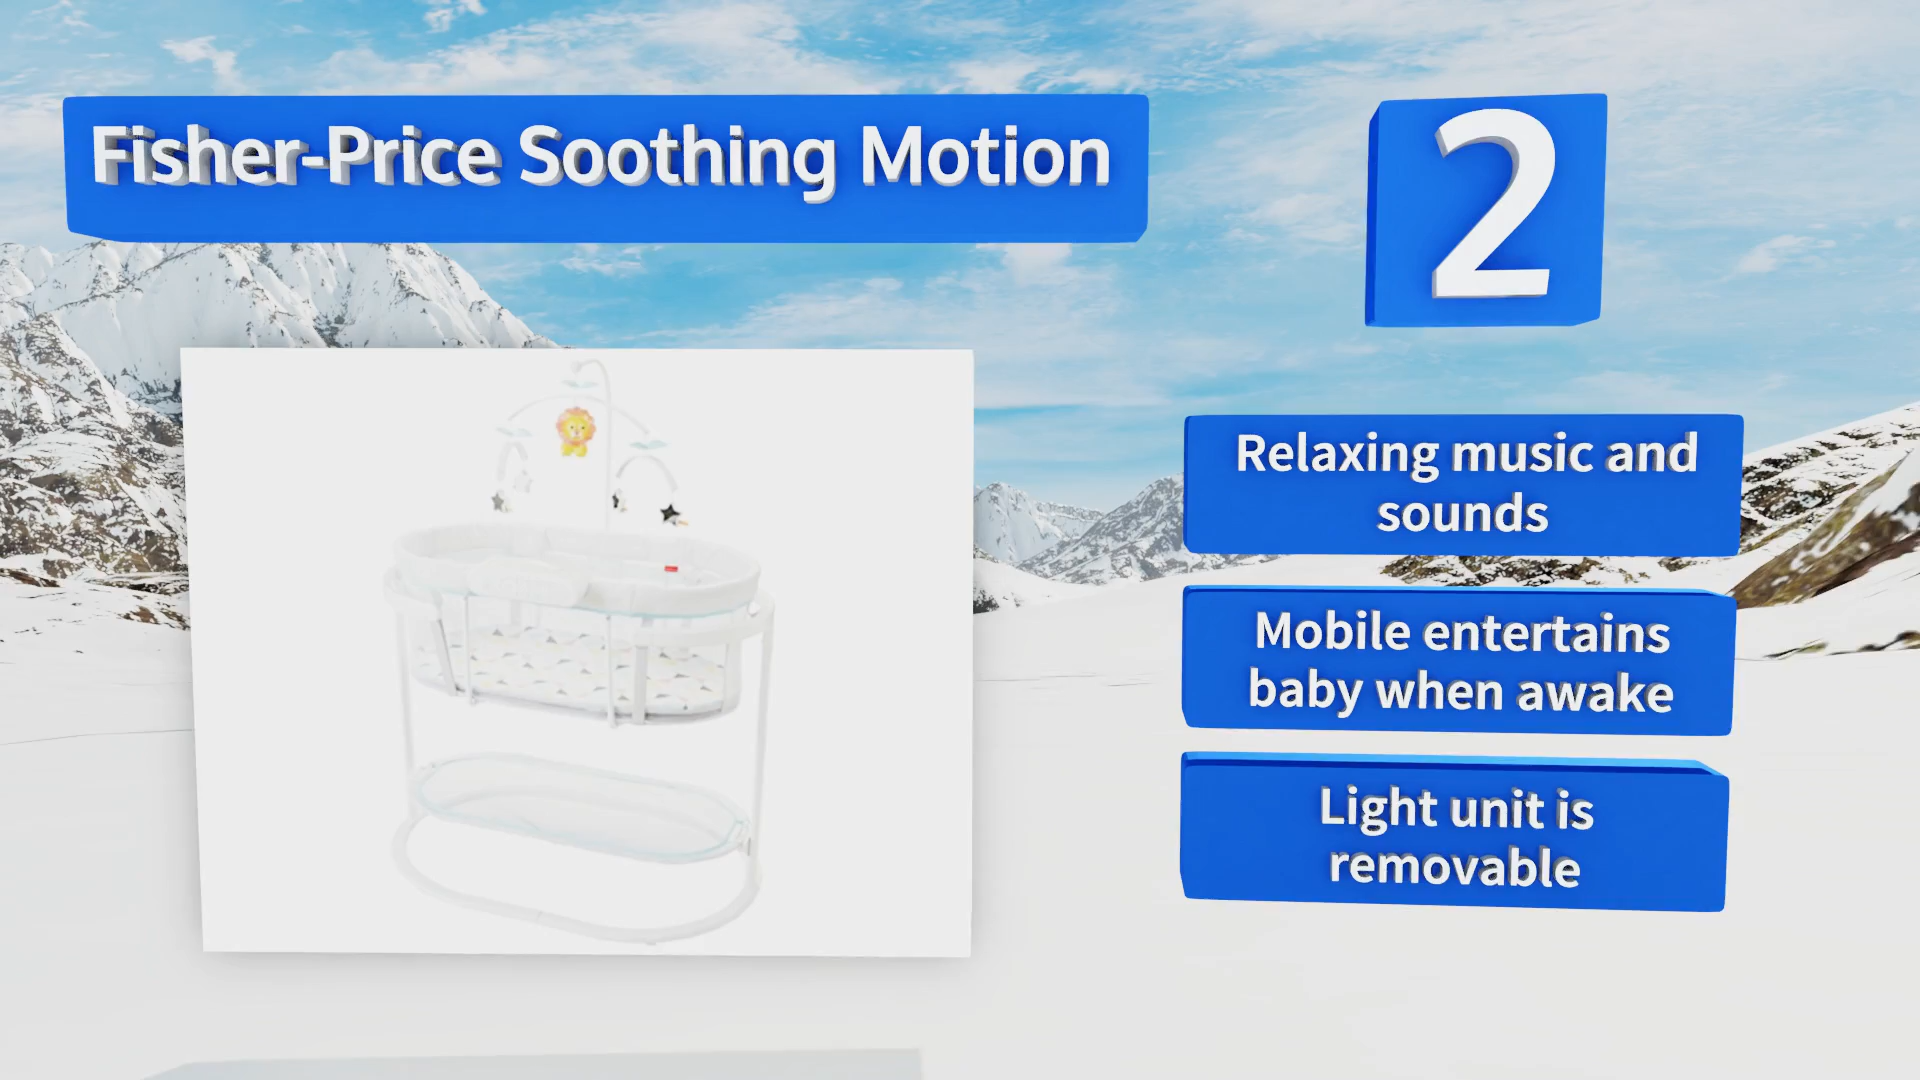 Fisher-Price Soothing Motion
2
Relaxing music and
sounds
Mobile entertains
baby when awake
Light unit is
removable